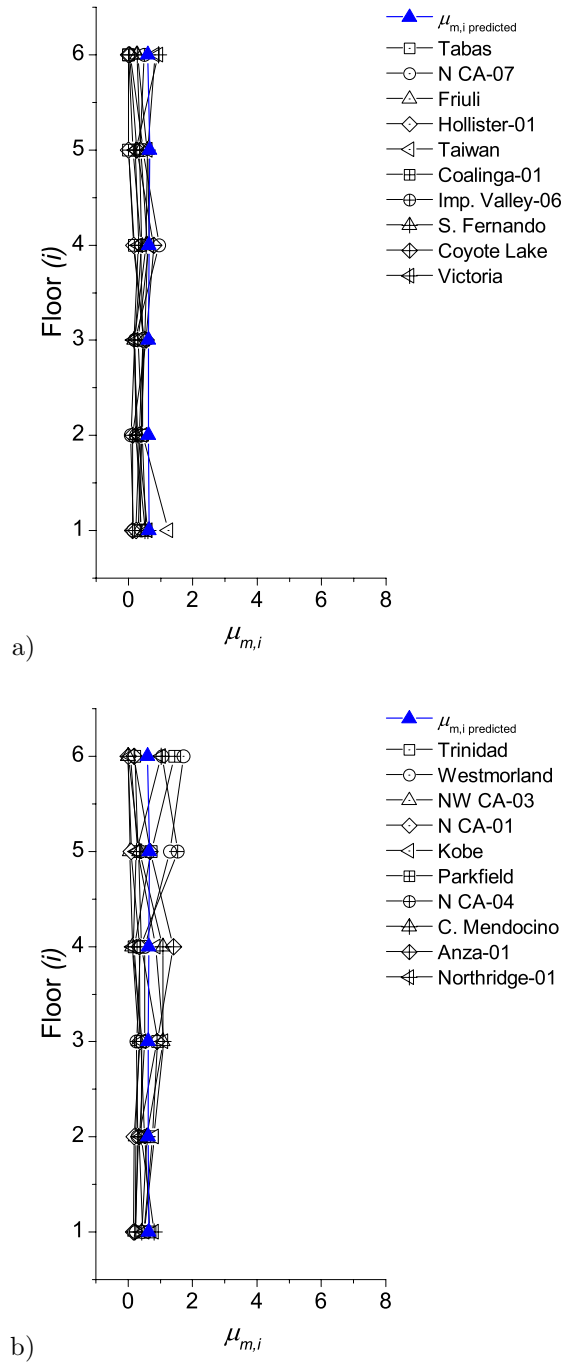 μm,i predicted
Tabas
N CA-07
Friuli
Hollister-01
Taiwan
Coalinga-01
Imp. Valley-06
S. Fernando
Coyote Lake
Victoria
6
5
4
3
2
1
Floor (i)
0 2 4 6 8
μm,i
a)
μm,i predicted
Trinidad
Westmorland
NW CA-03
N CA-01
Kobe
Parkfield
N CA-04
C. Mendocino
Anza-01
Northridge-01
6
5
4
3
2
1
Floor (i)
0 2 4 6 8
μm,i
b)